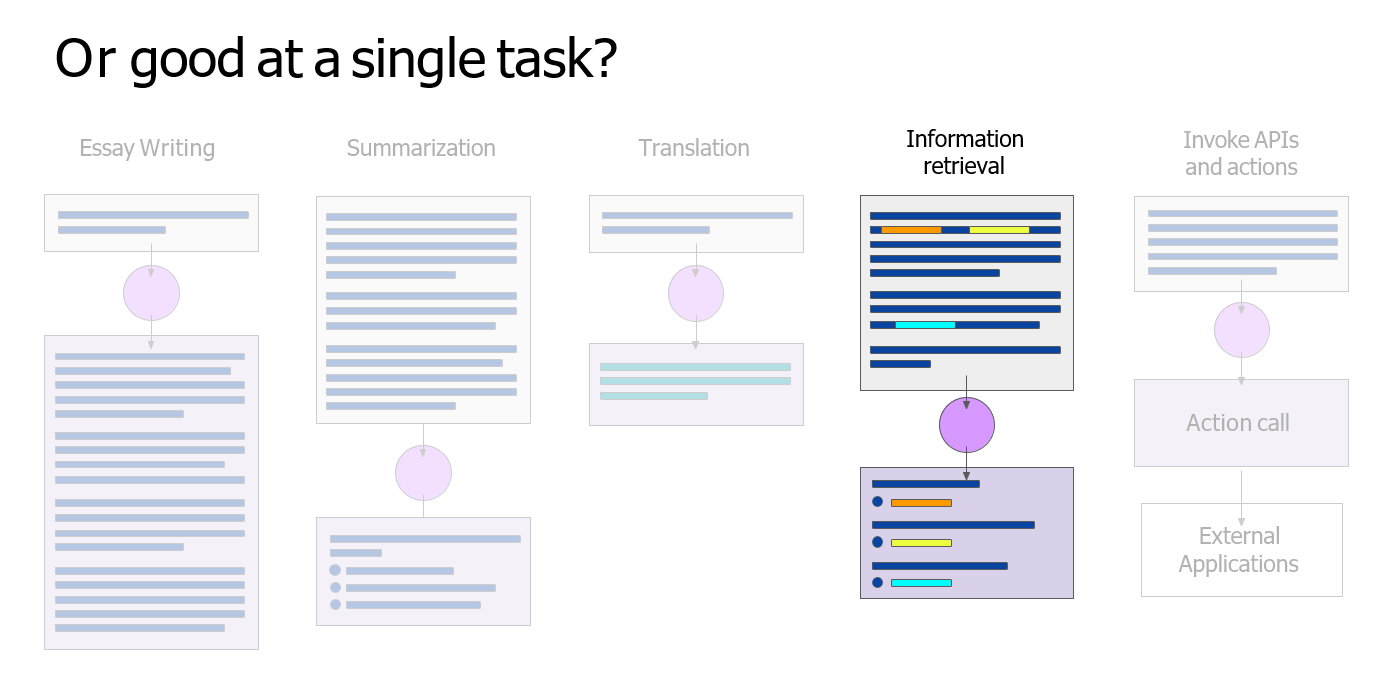 Or good at a single task?
Essay Writing
Summarization
Translation
Information
retrieval
Invoke APIs
and actions
Action call
External
Applications